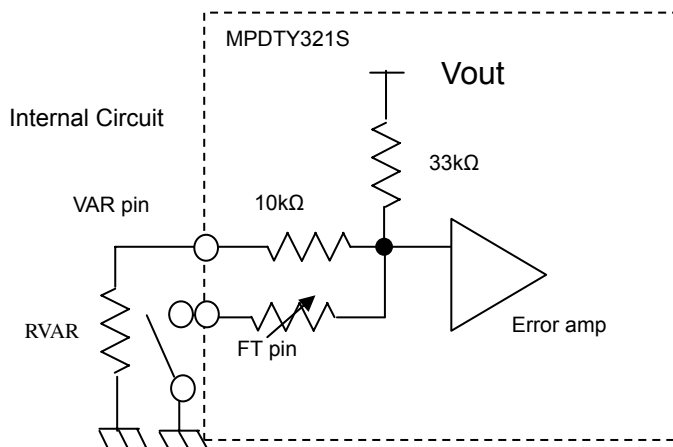 MPDTY321S
Vout
Internal Circuit
33kΩ
VAR pin
10kΩ
RVAR
FT pin
Error amp